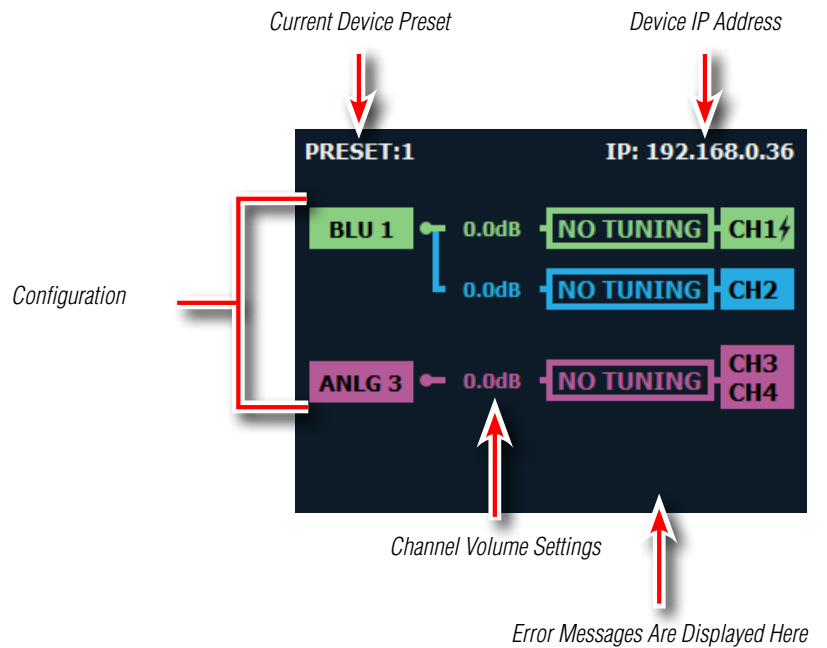 Current Device Preset
Device IP Address
PRESET:1
IP: 192.168.0.36
BLU 1
0.0dB
NO TUNING
CH1
0.0dB
NO TUNING
CH2
Configuration
ANLG 3
0.0dB
NO TUNING
CH3
CH4
Channel Volume Settings
Error Messages Are Displayed Here